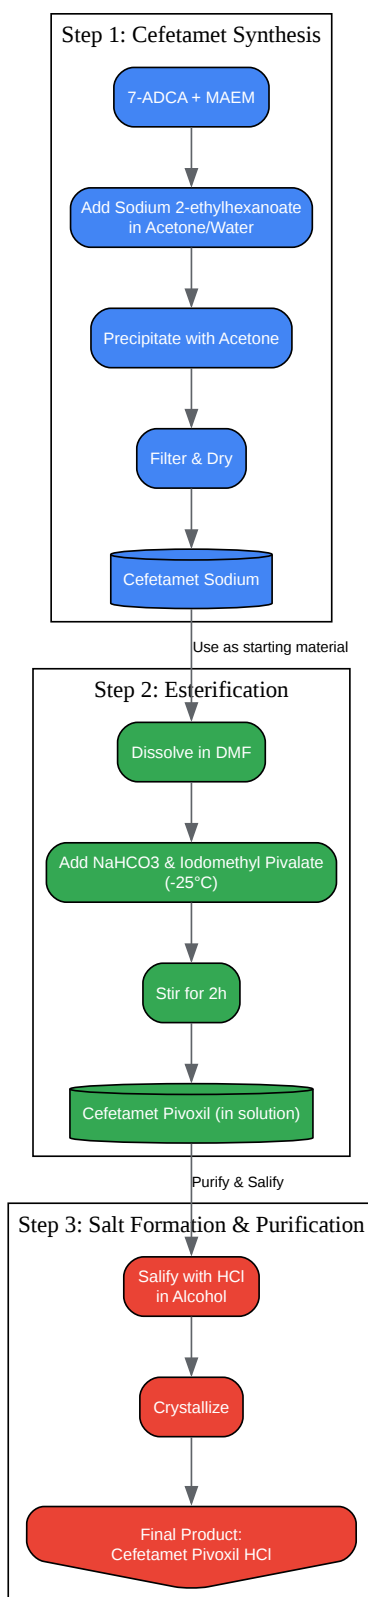 Step 1: Cefetamet Synthesis
7-ADCA + MAEM
Add Sodium 2-ethylhexanoate
in Acetone/Water
Precipitate with Acetone
Filter & Dry
Cefetamet Sodium
Use as starting material
Step 2: Esterification
Dissolve in DMF
Add NaHCO3 & Iodomethyl Pivalate
(-25°C)
Stir for 2h
Cefetamet Pivoxil (in solution)
Purify & Salify
Step 3: Salt Formation & Purification
Salify with HCl
in Alcohol
Crystallize
Final Product:
Cefetamet Pivoxil HCl